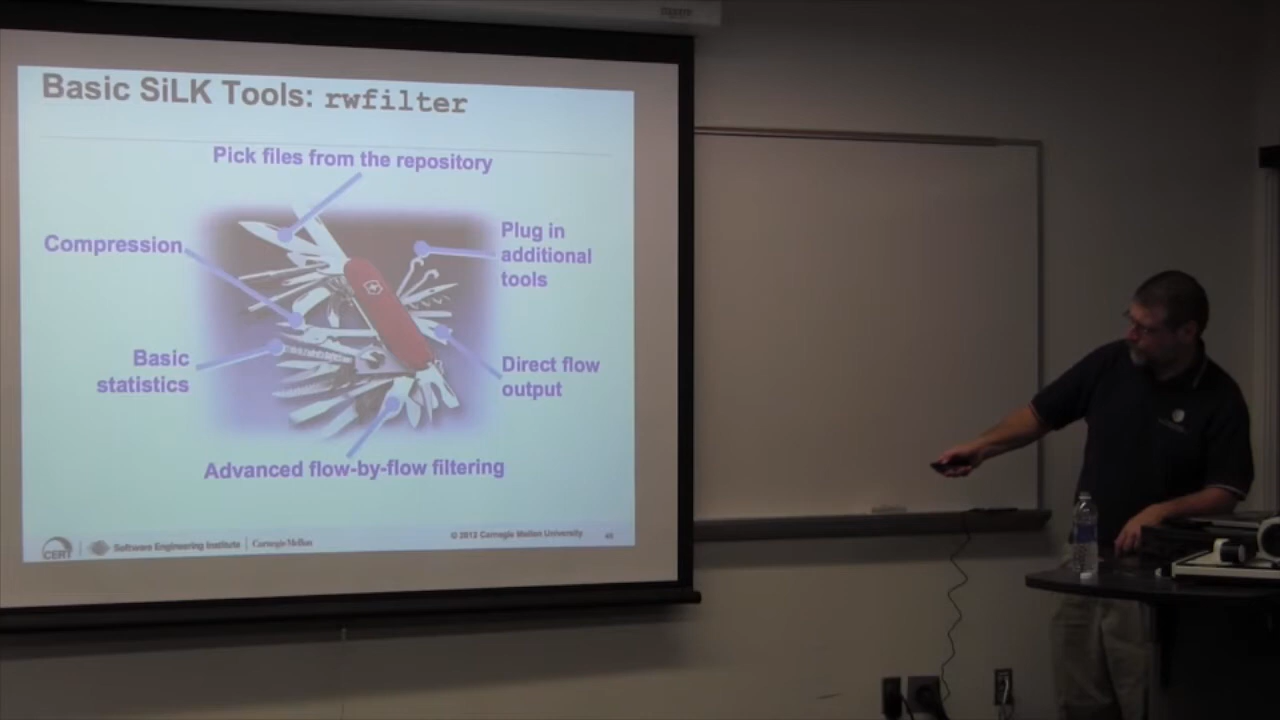 Basic SiLK Tools: rwfilter
Pick files from the repository
Compression
Plug in
additional
tools
Basic
statistics
Direct flow
output
Advanced flow-by-flow filtering
CERT
Software Engineering Institute
Carnegie Mellon
© 2012 Carnegie Mellon University